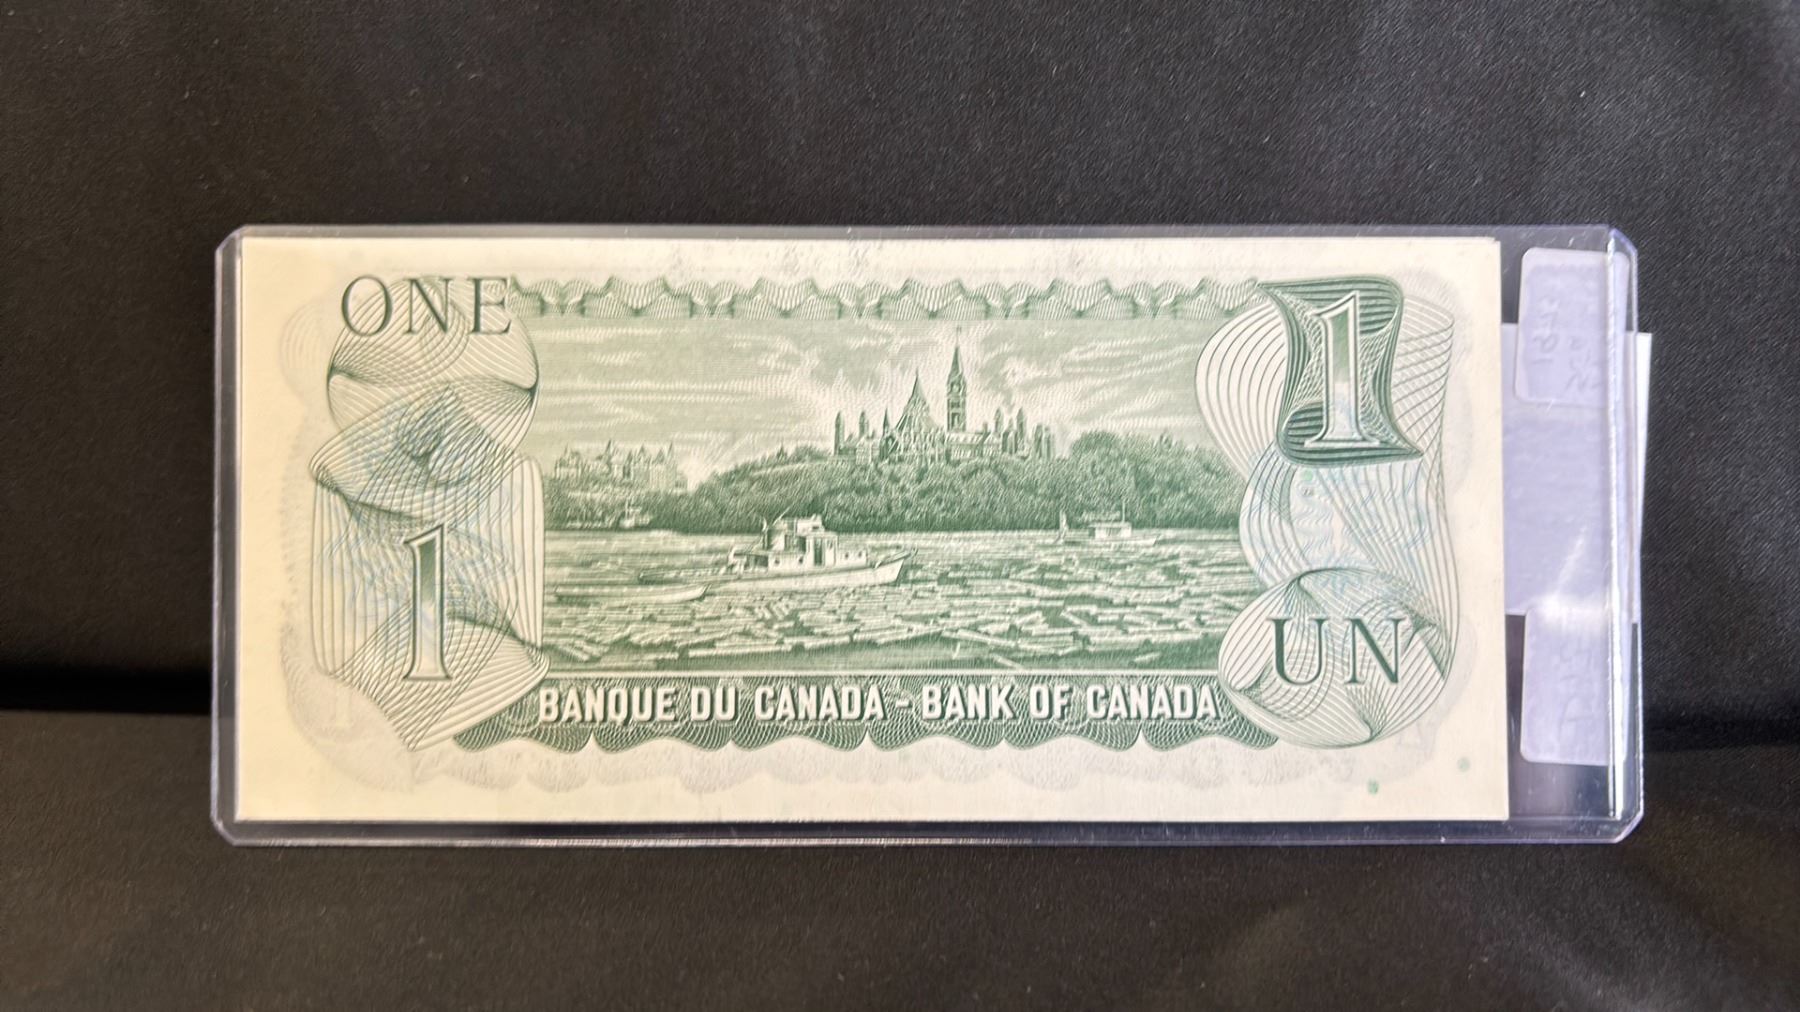 ONE
1
1
UN
BANQUE DU CANADA - BANK OF CANADA